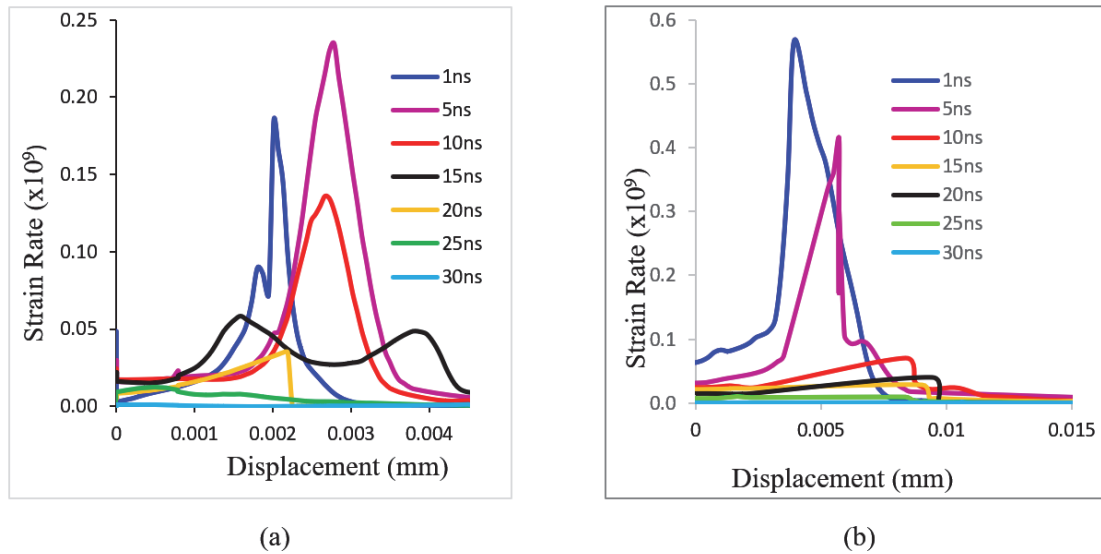 0.25
0.20
0.15
0.10
0.05
0.00
Strain Rate (x10⁹)
0
0.001
0.002
0.003
0.004
Displacement (mm)
1ns
5ns
10ns
15ns
20ns
25ns
30ns
(a)
0.6
0.5
0.4
0.3
0.2
0.1
0.0
Strain Rate (x10⁹)
0
0.005
0.01
0.015
Displacement (mm)
1ns
5ns
10ns
15ns
20ns
25ns
30ns
(b)